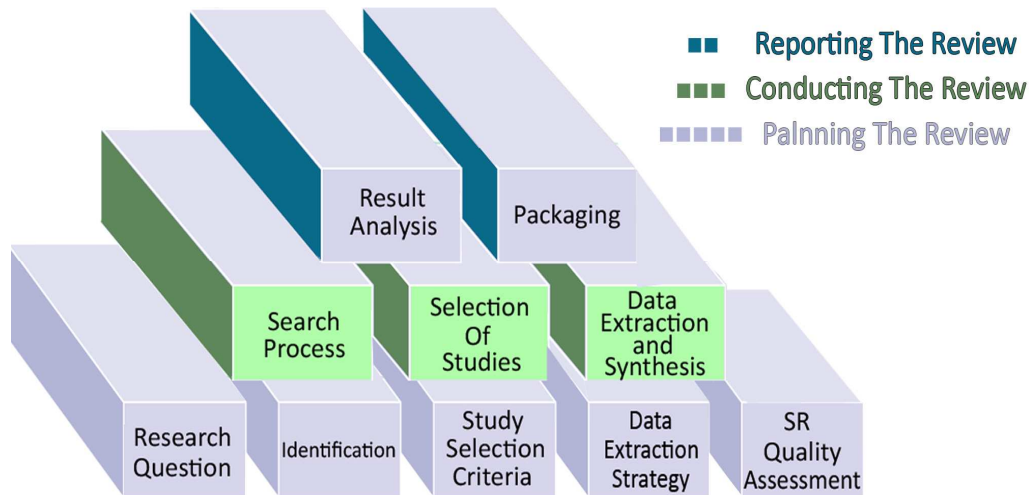 Reporting The Review
Conducting The Review
Palnning The Review
Result
Analysis
Packaging
Search
Process
Selection
Of
Studies
Data
Extraction
and
Synthesis
Research
Question
Identification
Study
Selection
Criteria
Data
Extraction
Strategy
SR
Quality
Assessment